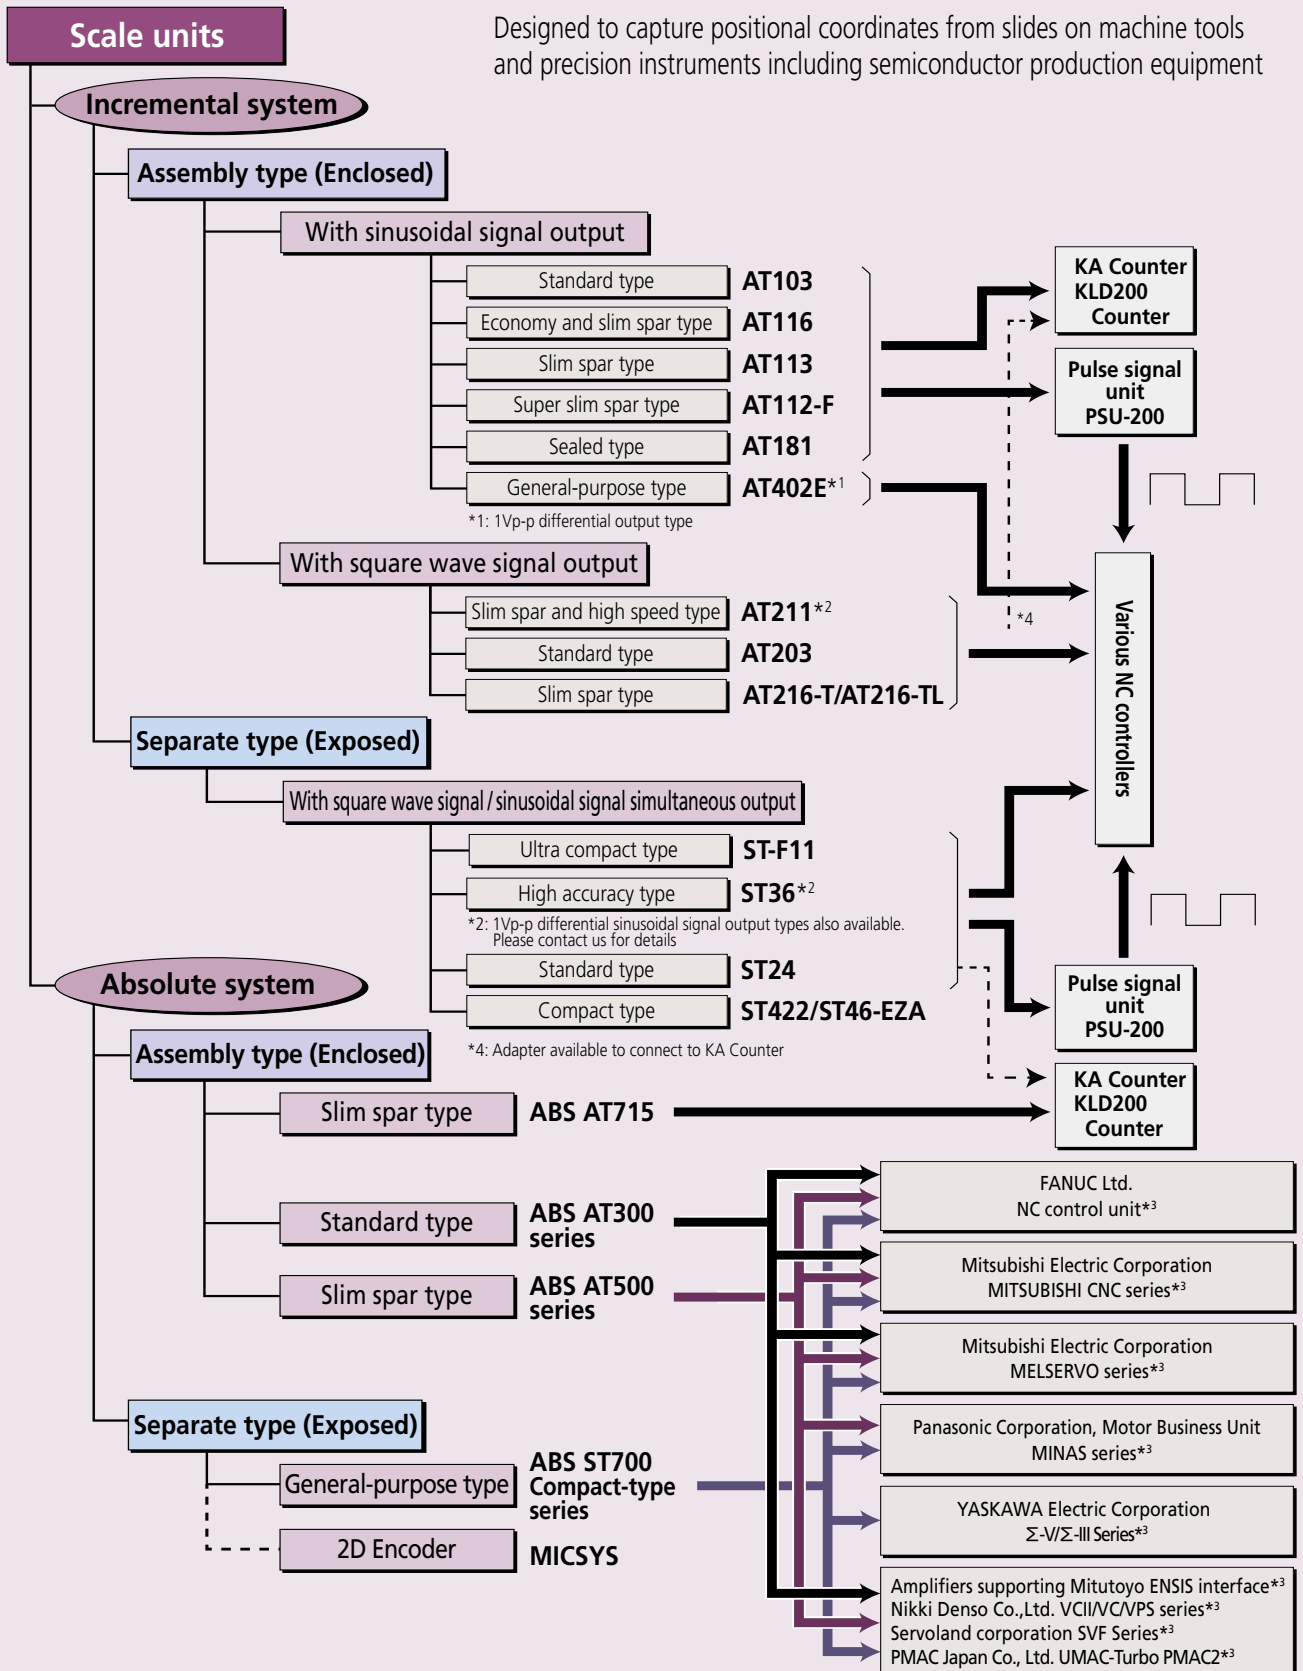 Scale units
Designed to capture positional coordinates from slides on machine tools
and precision instruments including semiconductor production equipment
Incremental system
Assembly type (Enclosed)
With sinusoidal signal output
Standard type AT103
Economy and slim spar type AT116
Slim spar type AT113
Super slim spar type AT112-F
Sealed type AT181
General-purpose type AT402E*1
*1: 1Vp-p differential output type
KA Counter
KLD200
Counter
Pulse signal
unit
PSU-200
With square wave signal output
Slim spar and high speed type AT211*2
Standard type AT203
Slim spar type AT216-T/AT216-TL
*4
Various NC controllers
Separate type (Exposed)
With square wave signal/sinusoidal signal simultaneous output
Ultra compact type ST-F11
High accuracy type ST36*2
*2: 1Vp-p differential sinusoidal signal output types also available.
Please contact us for details
Standard type ST24
Compact type ST422/ST46-EZA
*4: Adapter available to connect to KA Counter
Pulse signal
unit
PSU-200
KA Counter
KLD200
Counter
Absolute system
Assembly type (Enclosed)
Slim spar type ABS AT715
Standard type ABS AT300
series
Slim spar type ABS AT500
series
Separate type (Exposed)
General-purpose type ABS ST700
Compact-type
series
2D Encoder MICSYS
FANUC Ltd.
NC control unit*3
Mitsubishi Electric Corporation
MITSUBISHI CNC series*3
Mitsubishi Electric Corporation
MELSERVO series*3
Panasonic Corporation, Motor Business Unit
MINAS series*3
YASKAWA Electric Corporation
Σ-V/Σ-III Series*3
Amplifiers supporting Mitutoyo ENSIS interface*3
Nikki Denso Co.,Ltd. VCII/VC/VPS series*3
Servoland corporation SVF Series*3
PMAC Japan Co., Ltd. UMAC-Turbo PMAC2*3